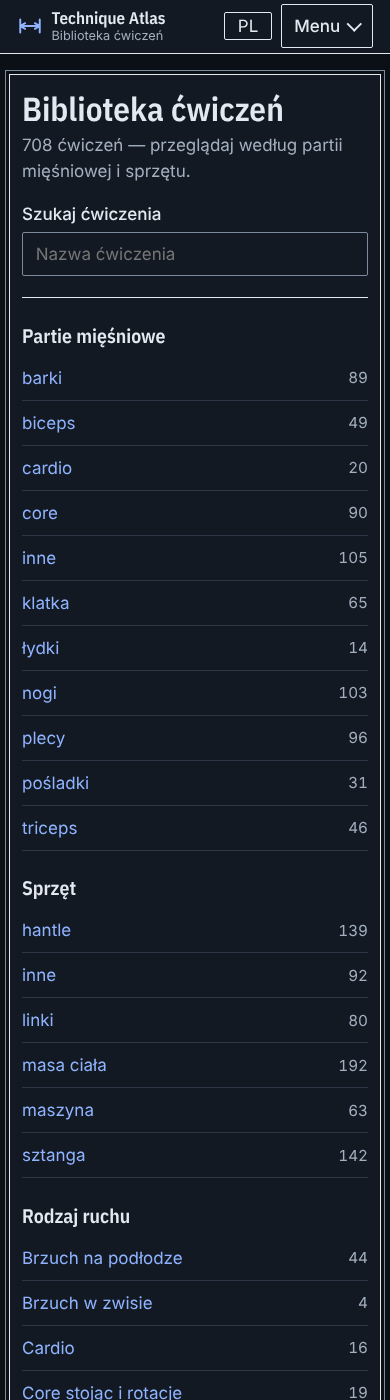 Technique Atlas
Biblioteka ćwiczeń
PL
Menu
Biblioteka ćwiczeń
708 ćwiczeń — przeglądaj według partii
mięśniowej i sprzętu.
Szukaj ćwiczenia
Nazwa ćwiczenia
Partie mięśniowe
barki 89
biceps 49
cardio 20
core 90
inne 105
klatka 65
łydki 14
nogi 103
plecy 96
pośladki 31
triceps 46
Sprzęt
hantle 139
inne 92
linki 80
masa ciała 192
maszyna 63
sztanga 142
Rodzaj ruchu
Brzuch na podłodze 44
Brzuch w zwisie 4
Cardio 16
Core stojąc i rotacje 19